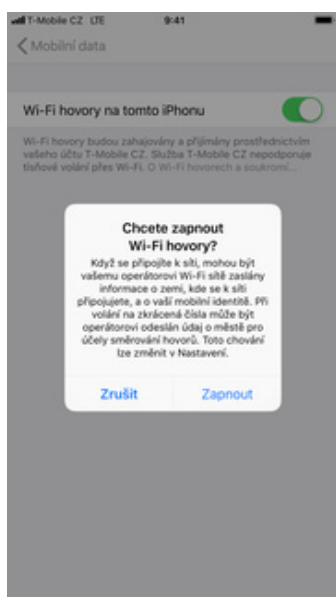 T-Mobile CZ LTE 9:41
Mobilní data
Wi-Fi hovory na tomto iPhonu
Wi-Fi hovory budou zahajovány a přijímány prostřednictvím
vašeho účtu T-Mobile CZ. Služba T-Mobile CZ nepodporuje
tísňové volání přes Wi-Fi. O Wi-Fi hovorech a soukromí…
Chcete zapnout
Wi-Fi hovory?
Když se připojíte k síti, mohou být
vašemu operátorovi Wi-Fi sítě zaslány
informace o zemi, kde se k síti
připojujete, a o vaší mobilní identitě. Při
volání na zkrácená čísla může být
operátorovi odeslán údaj o městě pro
účely směrování hovorů. Toto chování
lze změnit v Nastavení.
Zrušit Zapnout